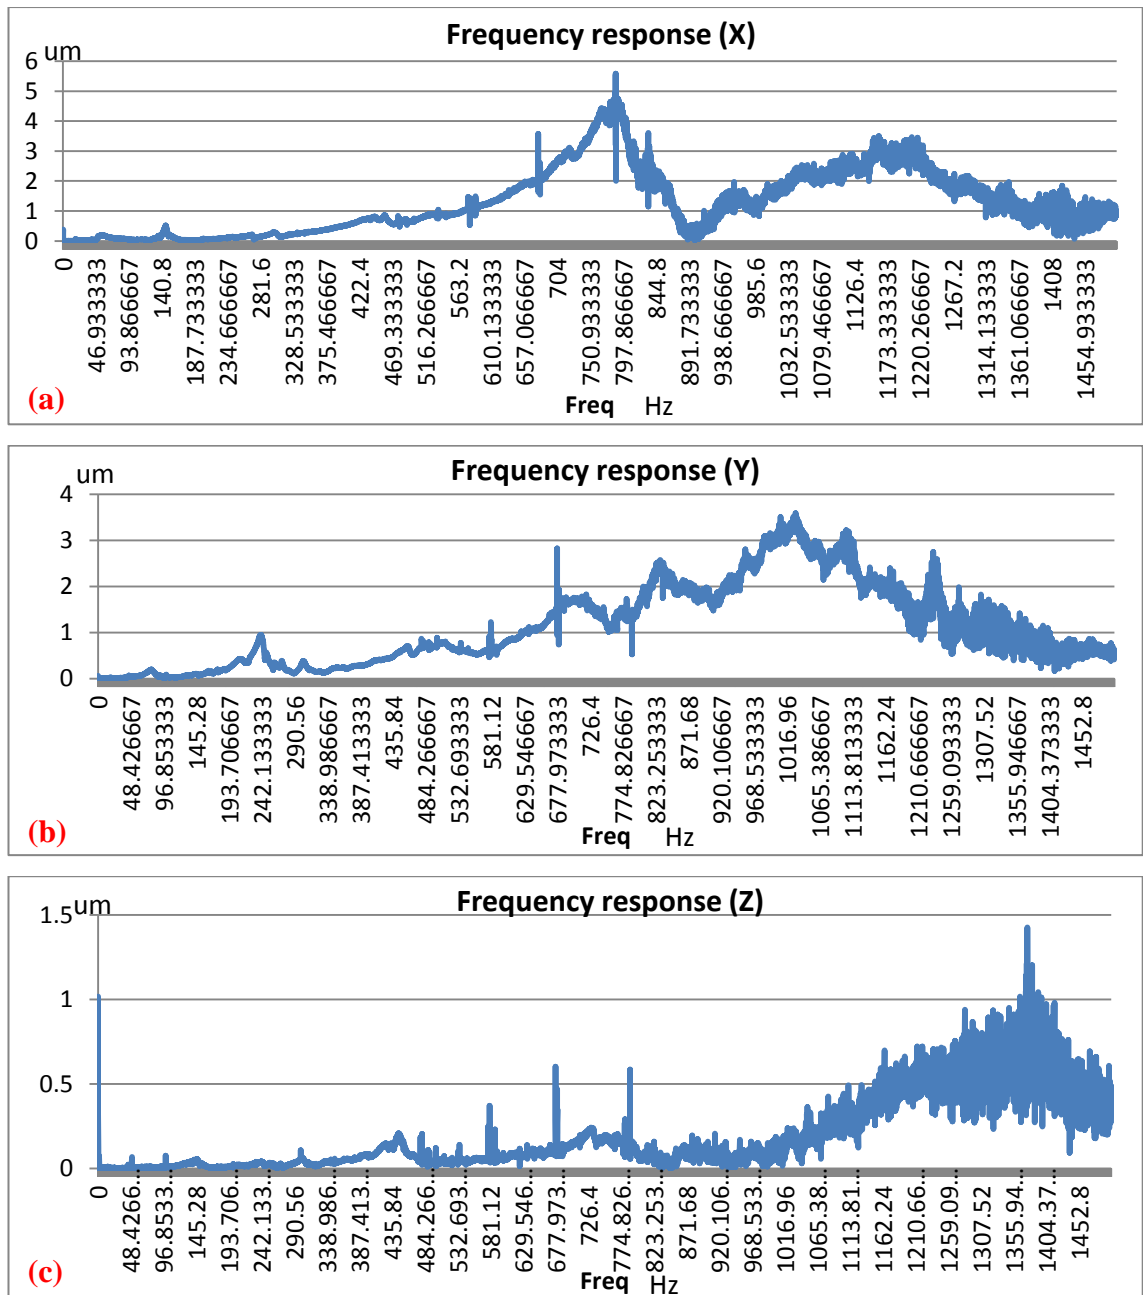 Frequency response (X)
um
6
5
4
3
2
1
0
0 46.933333 93.866667 140.8 187.733333 234.666667 281.6 328.533333 375.466667 422.4 469.333333 516.266667 563.2 610.133333 657.066667 704 750.933333 797.866667 844.8 891.733333 938.666667 985.6 1032.533333 1079.466667 1126.4 1173.333333 1220.266667 1267.2 1314.133333 1361.066667 1408 1454.933333
(a)
Freq Hz
Frequency response (Y)
um
4
3
2
1
0
0 48.426667 96.853333 145.28 193.706667 242.133333 290.56 338.986667 387.413333 435.84 484.266667 532.693333 581.12 629.546667 677.973333 726.4 774.826667 823.253333 871.68 920.106667 968.533333 1016.96 1065.386667 1113.813333 1162.24 1210.666667 1259.093333 1307.52 1355.946667 1404.373333 1452.8
(b)
Freq Hz
Frequency response (Z)
um
1.5
1
0.5
0
0 48.4266… 96.8533… 145.28 193.706… 242.133… 290.56 338.986… 387.413… 435.84 484.266… 532.693… 581.12 629.546… 677.973… 726.4 774.826… 823.253… 871.68 920.106… 968.533… 1016.96 1065.38… 1113.81… 1162.24 1210.66… 1259.09… 1307.52 1355.94… 1404.37… 1452.8
(c)
Freq Hz